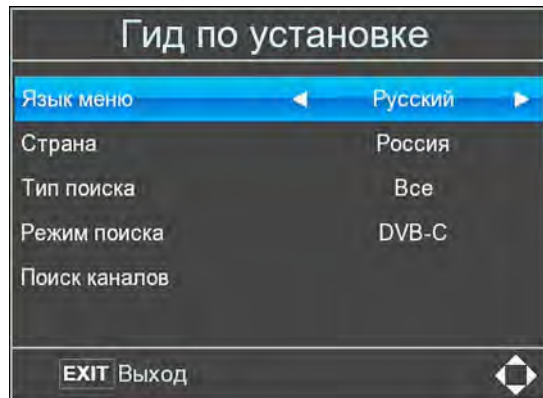 Гид по установке
Язык меню Русский
Страна Россия
Тип поиска Все
Режим поиска DVB-C
Поиск каналов
EXIT Выход